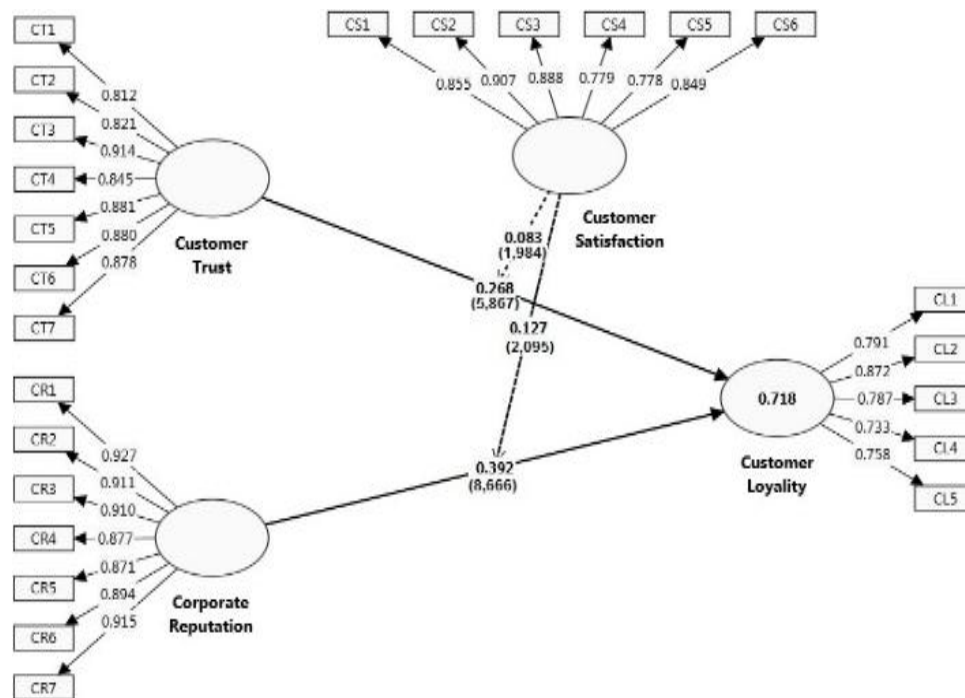 CT1
CT2
CT3
CT4
CT5
CT6
CT7
0.812
0.821
0.914
0.845
0.881
0.880
0.878
Customer
Trust
CS1
CS2
CS3
CS4
CS5
CS6
0.855
0.907
0.888
0.779
0.778
0.849
Customer
Satisfaction
0.083
(1,984)
0.268
(5,867)
0.127
(2,095)
0.392
(8,666)
CR1
CR2
CR3
CR4
CR5
CR6
CR7
0.927
0.911
0.910
0.877
0.871
0.894
0.915
Corporate
Reputation
0.718
Customer
Loyality
0.791
0.872
0.787
0.733
0.758
CL1
CL2
CL3
CL4
CL5